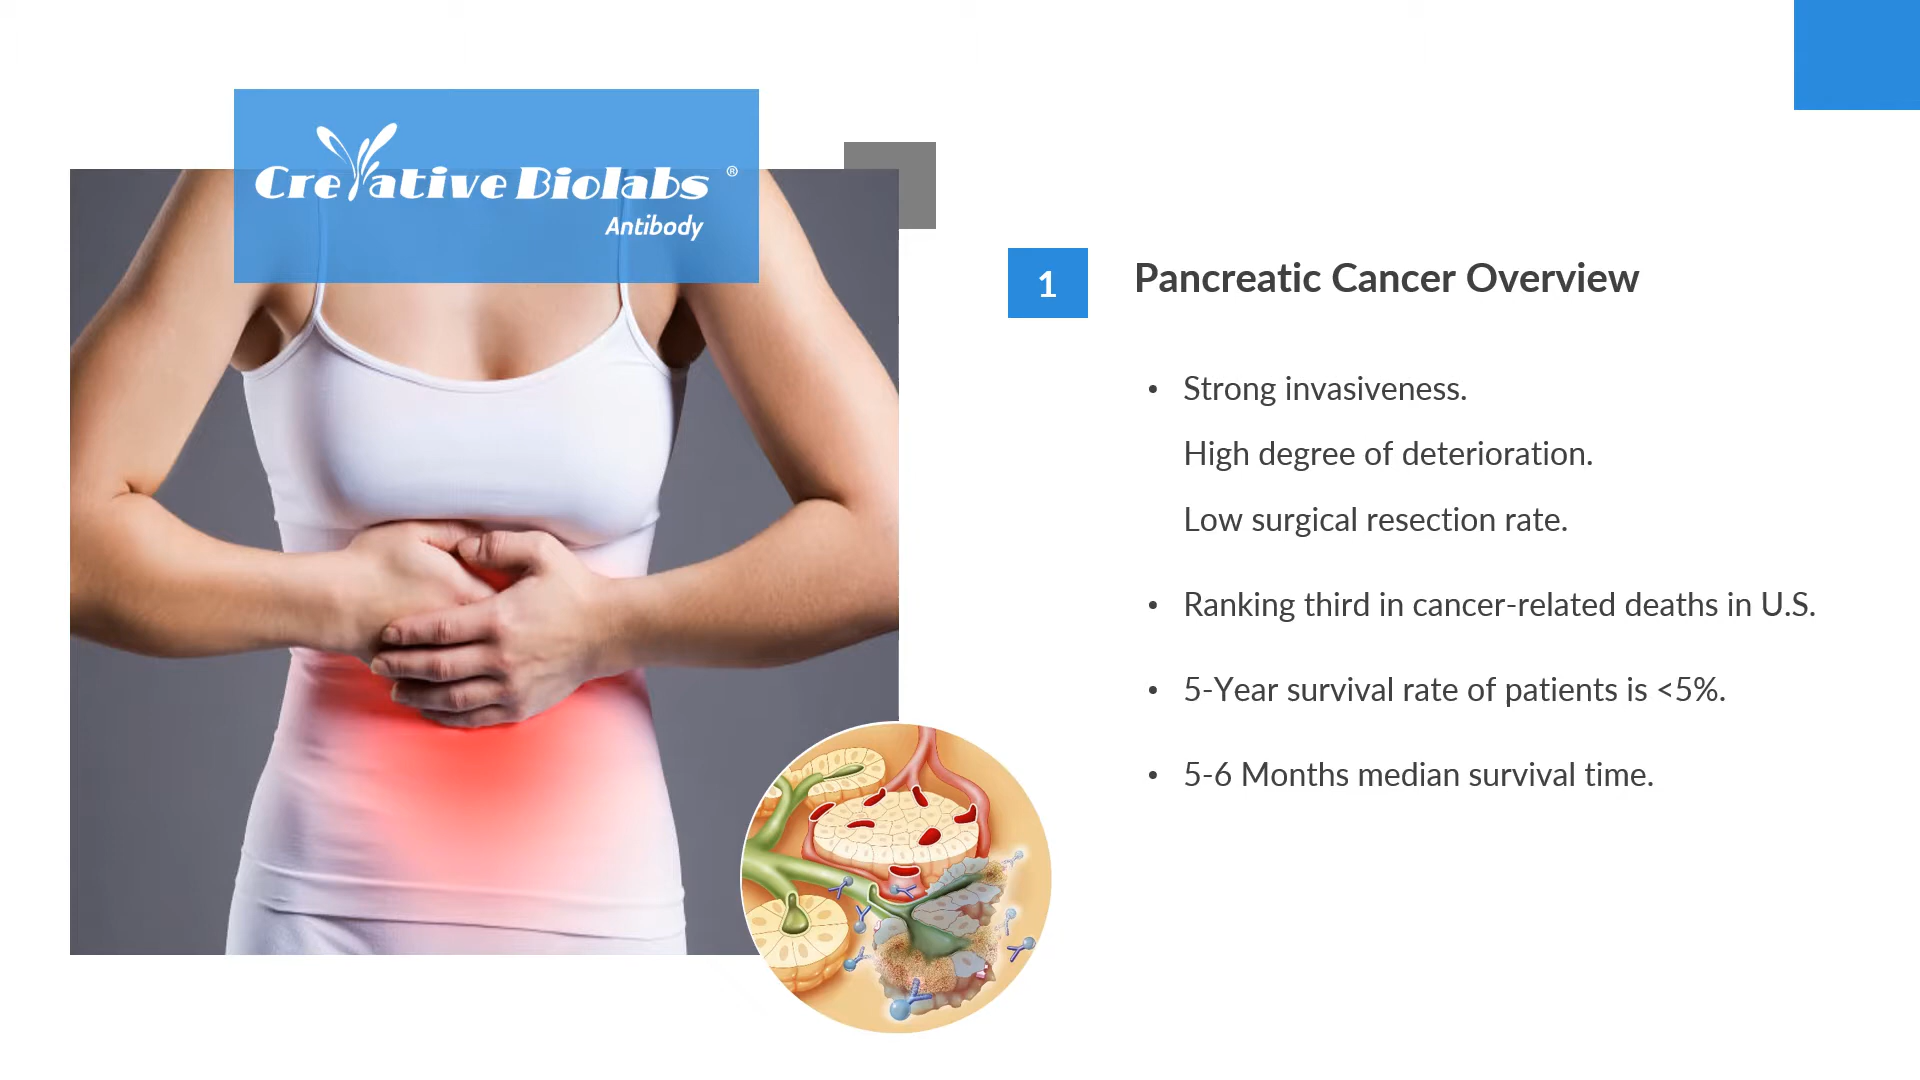 Creative Biolabs ®
Antibody
1
Pancreatic Cancer Overview
• Strong invasiveness.
High degree of deterioration.
Low surgical resection rate.
• Ranking third in cancer-related deaths in U.S.
• 5-Year survival rate of patients is <5%.
• 5-6 Months median survival time.